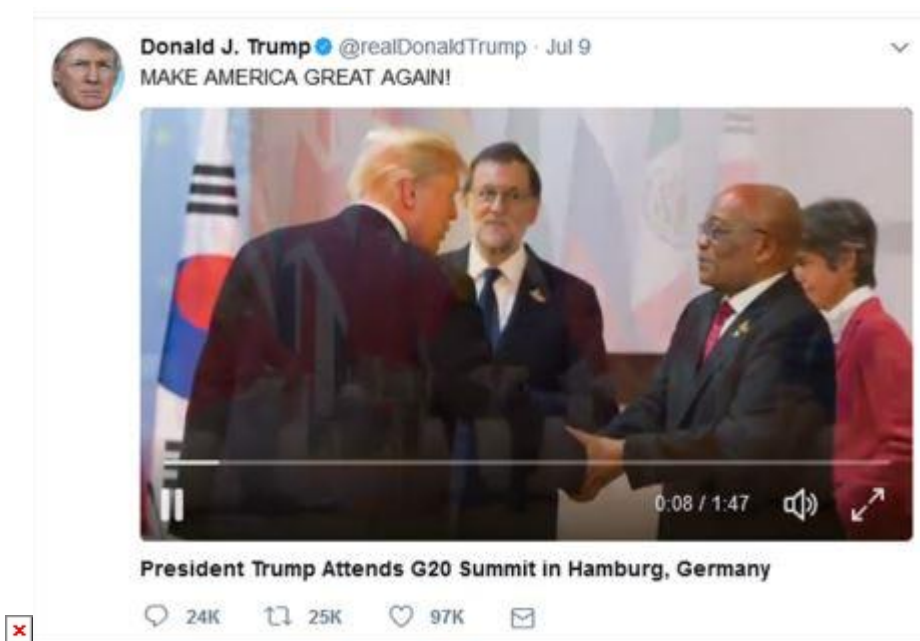 Donald J. Trump @realDonaldTrump · Jul 9
MAKE AMERICA GREAT AGAIN!
0:08 / 1:47
President Trump Attends G20 Summit in Hamburg, Germany
24K 25K 97K